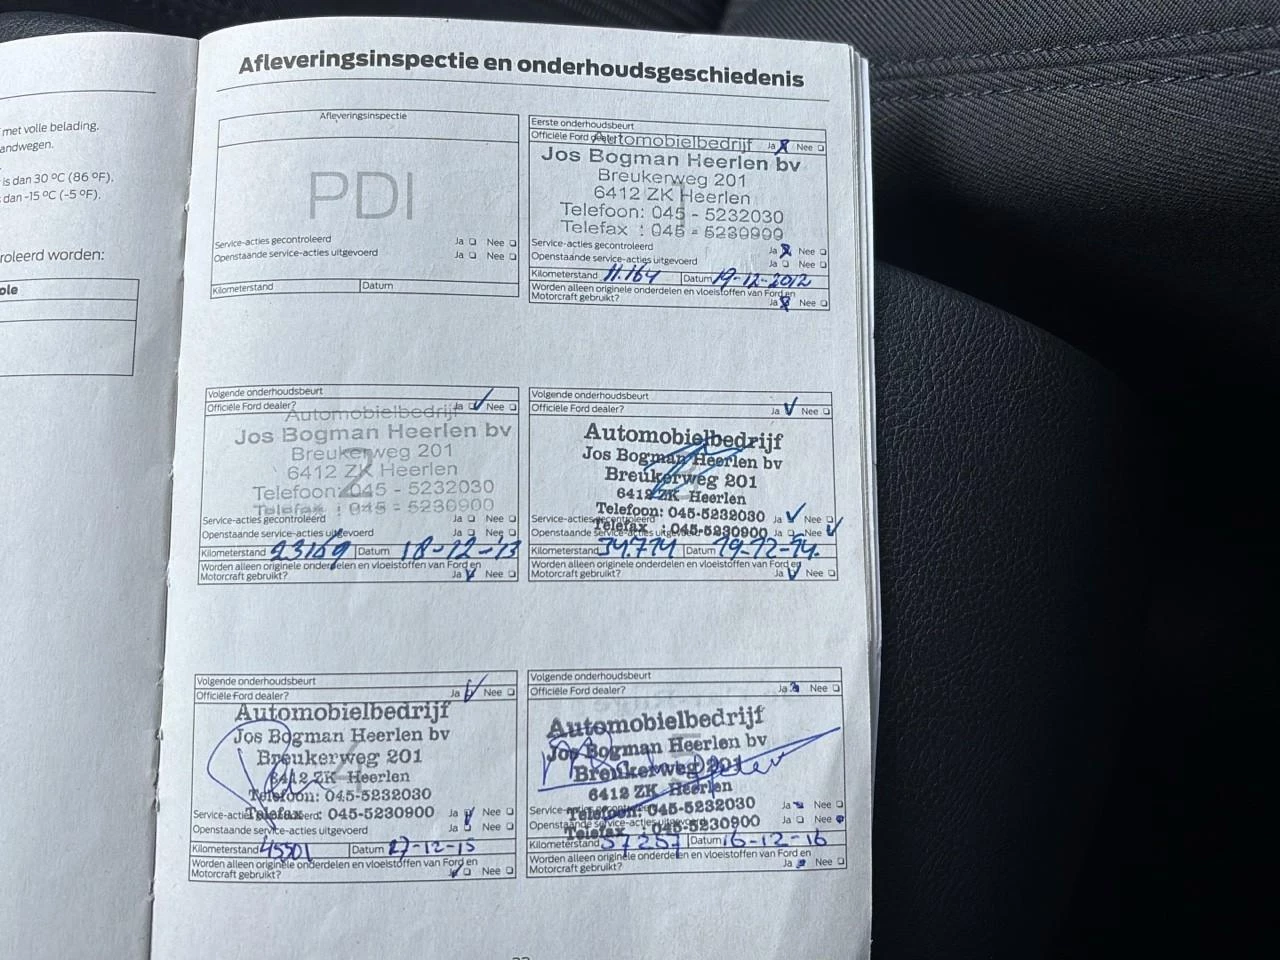 met volle belading.
andwegen.
is dan 30 ºC (86 ºF),
dan -15 ºC (-5 ºF).
roleerd worden:
ole
Afleveringsinspectie en onderhoudsgeschiedenis
Afleveringsinspectie
PDI
Service-acties gecontroleerd Ja Nee
Openstaande service-acties uitgevoerd Ja Nee
Kilometerstand Datum
Eerste onderhoudsbeurt
Officiële Ford dealer? Ja Nee
Automobielbedrijf
Jos Bogman Heerlen bv
Breukerweg 201
6412 ZK Heerlen
Telefoon: 045 - 5232030
Telefax : 045 - 5230900
Service-acties gecontroleerd Ja Nee
Openstaande service-acties uitgevoerd Ja Nee
Kilometerstand 11.164 Datum 19-12-2012
Worden alleen originele onderdelen en vloeistoffen van Ford en
Motorcraft gebruikt? Ja Nee
Volgende onderhoudsbeurt
Officiële Ford dealer? Ja Nee
Automobielbedrijf
Jos Bogman Heerlen bv
Breukerweg 201
6412 ZK Heerlen
2
Telefoon: 045 - 5232030
Telefax : 045 - 5230900
Service-acties gecontroleerd Ja Nee
Openstaande service-acties uitgevoerd Ja Nee
Kilometerstand 23169 Datum 18-12-13
Worden alleen originele onderdelen en vloeistoffen van Ford en
Motorcraft gebruikt? Ja Nee
Volgende onderhoudsbeurt
Officiële Ford dealer? Ja Nee
Automobielbedrijf
Jos Bogman Heerlen bv
Breukerweg 201
6412 ZK Heerlen
Telefoon: 045-5232030
Telefax : 045-5230900
Service-acties gecontroleerd Ja Nee
Openstaande service-acties uitgevoerd Ja Nee
Kilometerstand 34.774 Datum 19-12-14.
Worden alleen originele onderdelen en vloeistoffen van Ford en
Motorcraft gebruikt? Ja Nee
Volgende onderhoudsbeurt
Officiële Ford dealer? Ja Nee
Automobielbedrijf
Jos Bogman Heerlen bv
Breukerweg 201
4
6412 ZK Heerlen
Telefoon: 045-5232030
Telefax : 045-5230900
Service-acties gecontroleerd Ja Nee
Openstaande service-acties uitgevoerd Ja Nee
Kilometerstand 45501 Datum 17-12-15
Worden alleen originele onderdelen en vloeistoffen van Ford en
Motorcraft gebruikt? Ja Nee
Volgende onderhoudsbeurt
Officiële Ford dealer? Ja Nee
Automobielbedrijf
Jos Bogman Heerlen bv
Breukerweg 201
5
6412 ZK Heerlen
Telefoon: 045-5232030
Telefax : 045-5230900
Service-acties gecontroleerd Ja Nee
Openstaande service-acties uitgevoerd Ja Nee
Kilometerstand 57257 Datum 16-12-16
Worden alleen originele onderdelen en vloeistoffen van Ford en
Motorcraft gebruikt? Ja Nee